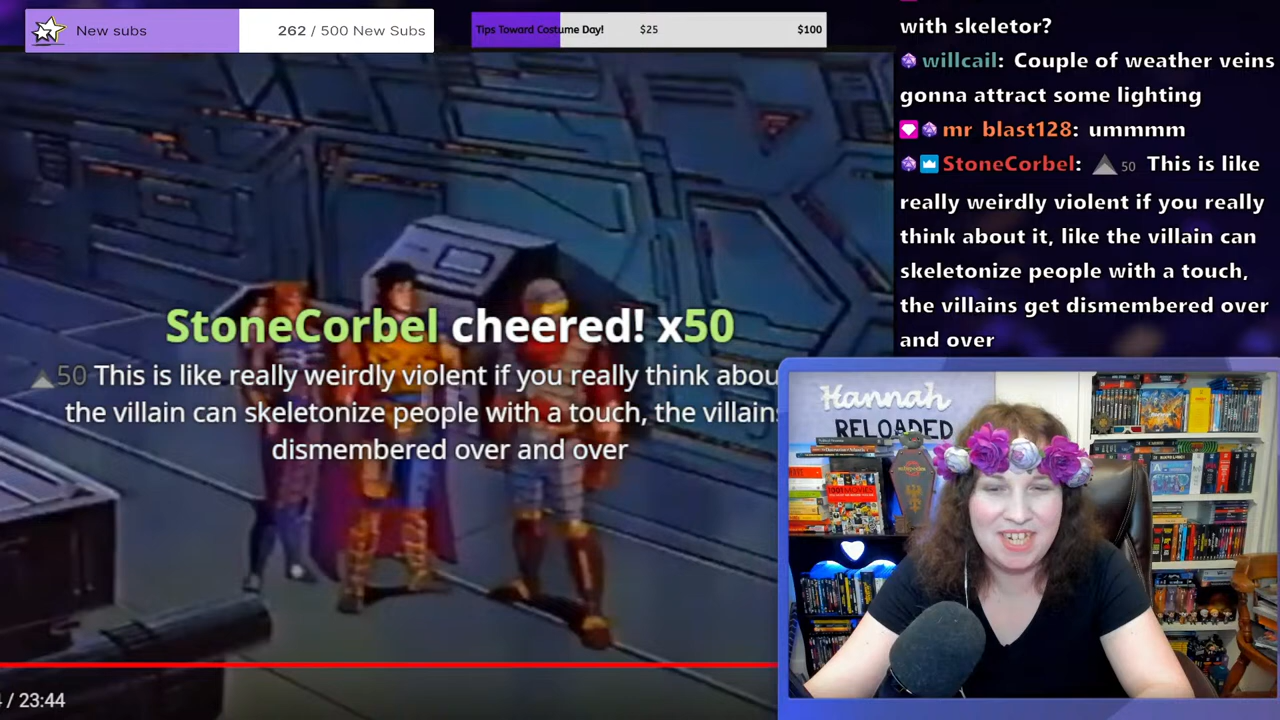 New subs
262 / 500 New Subs
Tips Toward Costume Day!
$25
$100
with skeletor?
willcail: Couple of weather veins
gonna attract some lighting
mr blast128: ummmm
StoneCorbel: 50 This is like
really weirdly violent if you really
think about it, like the villain can
skeletonize people with a touch,
the villains get dismembered over
and over
StoneCorbel cheered! x50
50 This is like really weirdly violent if you really think abou
the villain can skeletonize people with a touch, the villains
dismembered over and over
/ 23:44
Hannah
RELOADED